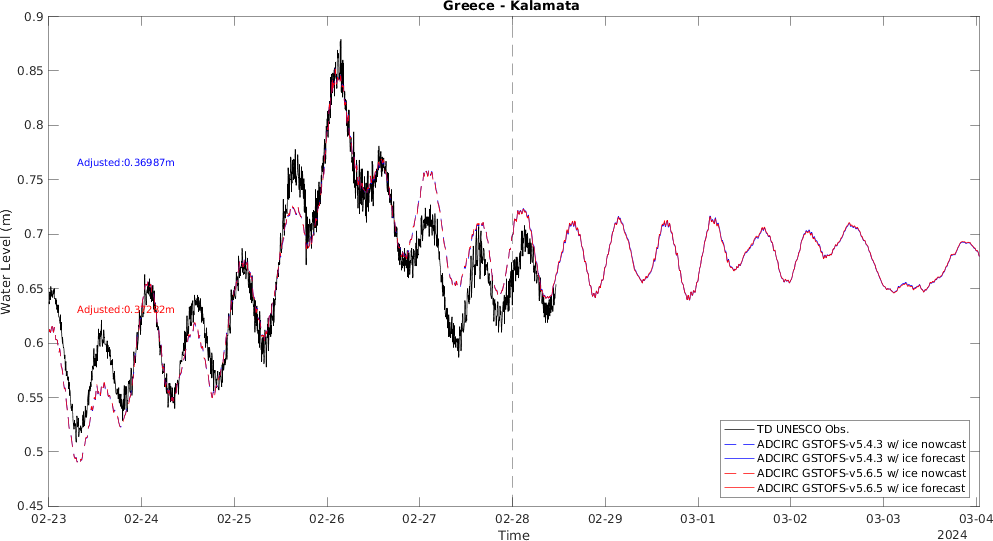 Greece - Kalamata
0.9
0.85
0.8
0.75
0.7
0.65
0.6
0.55
0.5
0.45
Water Level (m)
Adjusted:0.36987m
TD UNESCO Obs.
ADCIRC GSTOFS-v5.4.3 w/ ice nowcast
ADCIRC GSTOFS-v5.4.3 w/ ice forecast
ADCIRC GSTOFS-v5.6.5 w/ ice nowcast
ADCIRC GSTOFS-v5.6.5 w/ ice forecast
02-23 02-24 02-25 02-26 02-27 02-28 02-29 03-01 03-02 03-03 03-04
Time
2024